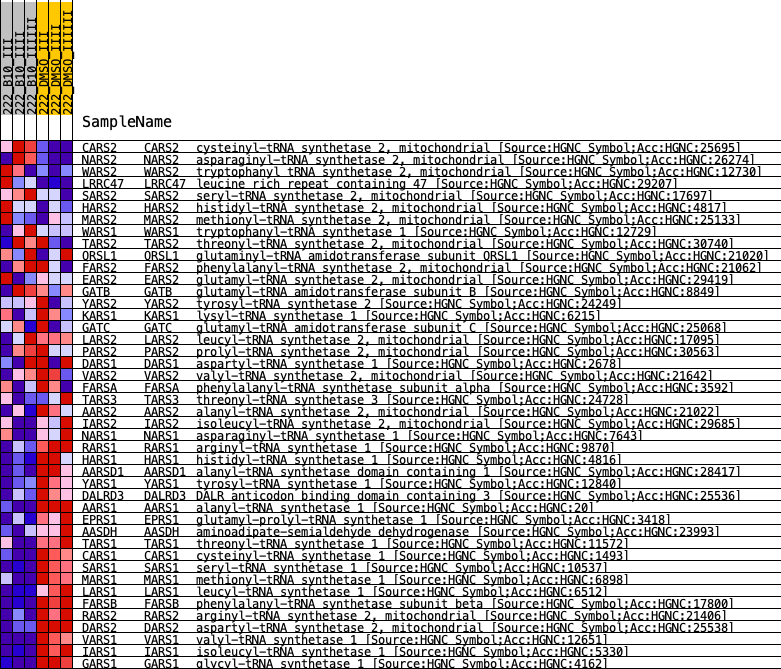 222_B10_III
222_B10_IIII
222_B10_IIIIII
222_DMSO_III
222_DMSO_IIII
222_DMSO_IIIIII
SampleName
CARS2 CARS2 cysteinyl-tRNA synthetase 2, mitochondrial [Source:HGNC Symbol;Acc:HGNC:25695]
NARS2 NARS2 asparaginyl-tRNA synthetase 2, mitochondrial [Source:HGNC Symbol;Acc:HGNC:26274]
WARS2 WARS2 tryptophanyl tRNA synthetase 2, mitochondrial [Source:HGNC Symbol;Acc:HGNC:12730]
LRRC47 LRRC47 leucine rich repeat containing 47 [Source:HGNC Symbol;Acc:HGNC:29207]
SARS2 SARS2 seryl-tRNA synthetase 2, mitochondrial [Source:HGNC Symbol;Acc:HGNC:17697]
HARS2 HARS2 histidyl-tRNA synthetase 2, mitochondrial [Source:HGNC Symbol;Acc:HGNC:4817]
MARS2 MARS2 methionyl-tRNA synthetase 2, mitochondrial [Source:HGNC Symbol;Acc:HGNC:25133]
WARS1 WARS1 tryptophanyl-tRNA synthetase 1 [Source:HGNC Symbol;Acc:HGNC:12729]
TARS2 TARS2 threonyl-tRNA synthetase 2, mitochondrial [Source:HGNC Symbol;Acc:HGNC:30740]
QRSL1 QRSL1 glutaminyl-tRNA amidotransferase subunit QRSL1 [Source:HGNC Symbol;Acc:HGNC:21020]
FARS2 FARS2 phenylalanyl-tRNA synthetase 2, mitochondrial [Source:HGNC Symbol;Acc:HGNC:21062]
EARS2 EARS2 glutamyl-tRNA synthetase 2, mitochondrial [Source:HGNC Symbol;Acc:HGNC:29419]
GATB GATB glutamyl-tRNA amidotransferase subunit B [Source:HGNC Symbol;Acc:HGNC:8849]
YARS2 YARS2 tyrosyl-tRNA synthetase 2 [Source:HGNC Symbol;Acc:HGNC:24249]
KARS1 KARS1 lysyl-tRNA synthetase 1 [Source:HGNC Symbol;Acc:HGNC:6215]
GATC GATC glutamyl-tRNA amidotransferase subunit C [Source:HGNC Symbol;Acc:HGNC:25068]
LARS2 LARS2 leucyl-tRNA synthetase 2, mitochondrial [Source:HGNC Symbol;Acc:HGNC:17095]
PARS2 PARS2 prolyl-tRNA synthetase 2, mitochondrial [Source:HGNC Symbol;Acc:HGNC:30563]
DARS1 DARS1 aspartyl-tRNA synthetase 1 [Source:HGNC Symbol;Acc:HGNC:2678]
VARS2 VARS2 valyl-tRNA synthetase 2, mitochondrial [Source:HGNC Symbol;Acc:HGNC:21642]
FARSA FARSA phenylalanyl-tRNA synthetase subunit alpha [Source:HGNC Symbol;Acc:HGNC:3592]
TARS3 TARS3 threonyl-tRNA synthetase 3 [Source:HGNC Symbol;Acc:HGNC:24728]
AARS2 AARS2 alanyl-tRNA synthetase 2, mitochondrial [Source:HGNC Symbol;Acc:HGNC:21022]
IARS2 IARS2 isoleucyl-tRNA synthetase 2, mitochondrial [Source:HGNC Symbol;Acc:HGNC:29685]
NARS1 NARS1 asparaginyl-tRNA synthetase 1 [Source:HGNC Symbol;Acc:HGNC:7643]
RARS1 RARS1 arginyl-tRNA synthetase 1 [Source:HGNC Symbol;Acc:HGNC:9870]
HARS1 HARS1 histidyl-tRNA synthetase 1 [Source:HGNC Symbol;Acc:HGNC:4816]
AARSD1 AARSD1 alanyl-tRNA synthetase domain containing 1 [Source:HGNC Symbol;Acc:HGNC:28417]
YARS1 YARS1 tyrosyl-tRNA synthetase 1 [Source:HGNC Symbol;Acc:HGNC:12840]
DALRD3 DALRD3 DALR anticodon binding domain containing 3 [Source:HGNC Symbol;Acc:HGNC:25536]
AARS1 AARS1 alanyl-tRNA synthetase 1 [Source:HGNC Symbol;Acc:HGNC:20]
EPRS1 EPRS1 glutamyl-prolyl-tRNA synthetase 1 [Source:HGNC Symbol;Acc:HGNC:3418]
AASDH AASDH aminoadipate-semialdehyde dehydrogenase [Source:HGNC Symbol;Acc:HGNC:23993]
TARS1 TARS1 threonyl-tRNA synthetase 1 [Source:HGNC Symbol;Acc:HGNC:11572]
CARS1 CARS1 cysteinyl-tRNA synthetase 1 [Source:HGNC Symbol;Acc:HGNC:1493]
SARS1 SARS1 seryl-tRNA synthetase 1 [Source:HGNC Symbol;Acc:HGNC:10537]
MARS1 MARS1 methionyl-tRNA synthetase 1 [Source:HGNC Symbol;Acc:HGNC:6898]
LARS1 LARS1 leucyl-tRNA synthetase 1 [Source:HGNC Symbol;Acc:HGNC:6512]
FARSB FARSB phenylalanyl-tRNA synthetase subunit beta [Source:HGNC Symbol;Acc:HGNC:17800]
RARS2 RARS2 arginyl-tRNA synthetase 2, mitochondrial [Source:HGNC Symbol;Acc:HGNC:21406]
DARS2 DARS2 aspartyl-tRNA synthetase 2, mitochondrial [Source:HGNC Symbol;Acc:HGNC:25538]
VARS1 VARS1 valyl-tRNA synthetase 1 [Source:HGNC Symbol;Acc:HGNC:12651]
IARS1 IARS1 isoleucyl-tRNA synthetase 1 [Source:HGNC Symbol;Acc:HGNC:5330]
GARS1 GARS1 glycyl-tRNA synthetase 1 [Source:HGNC Symbol;Acc:HGNC:4162]